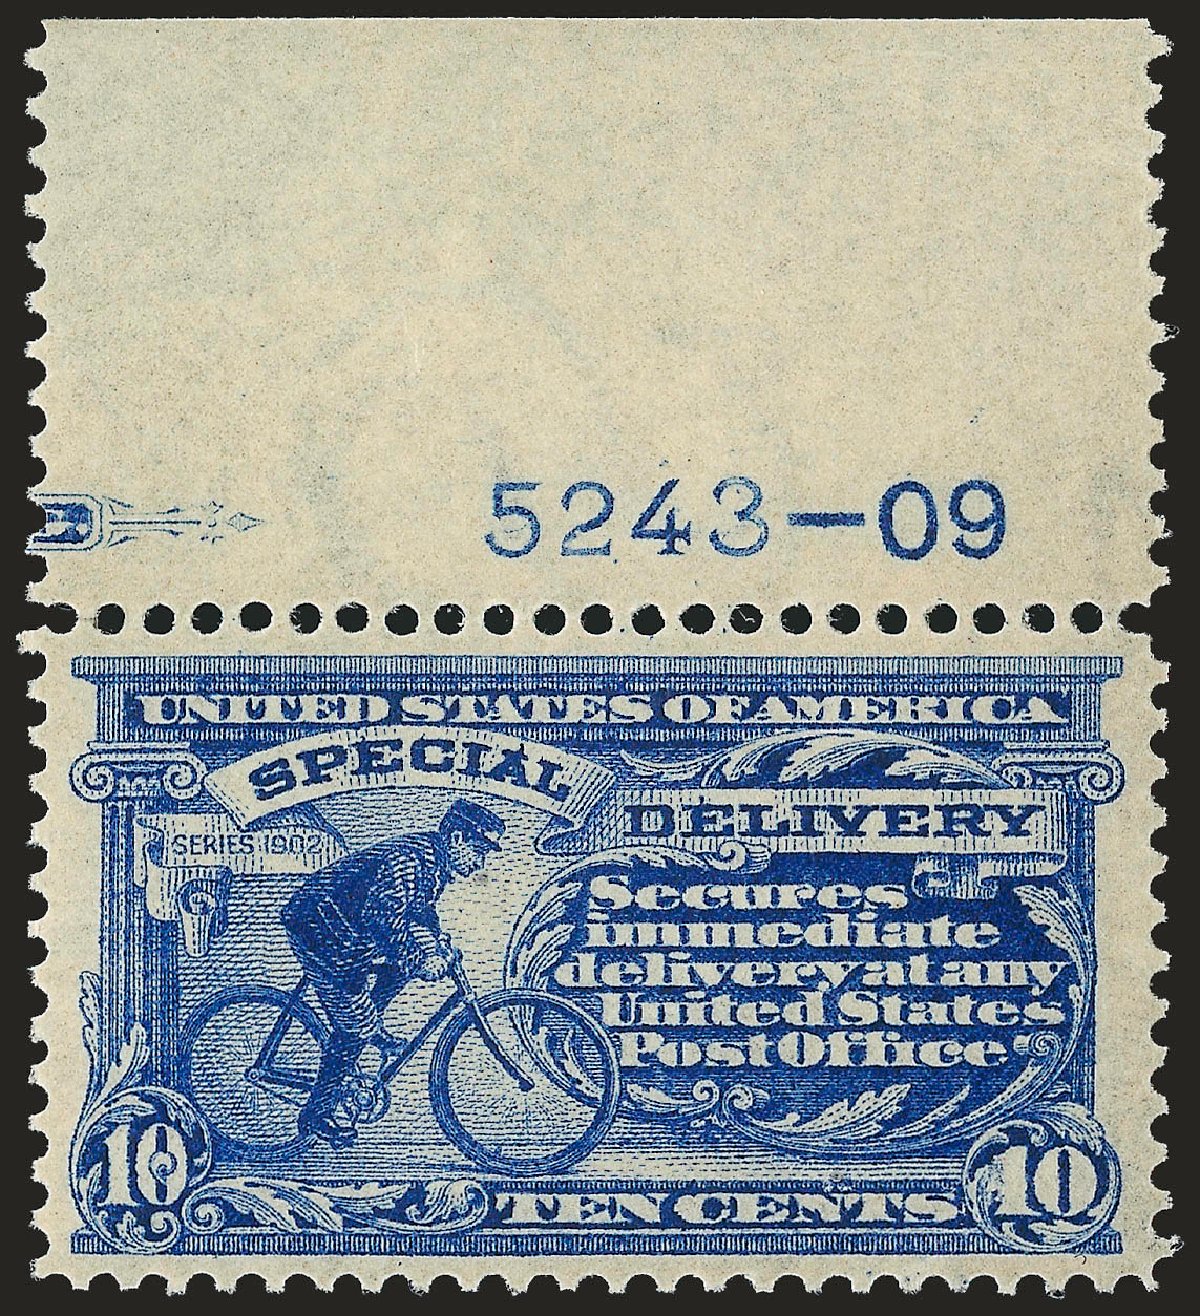 5243-09
UNITED STATES OF AMERICA
SPECIAL
DELIVERY
SERIES 1902
Secures
immediate
delivery at any
United States
Post Office
10
TEN CENTS
10